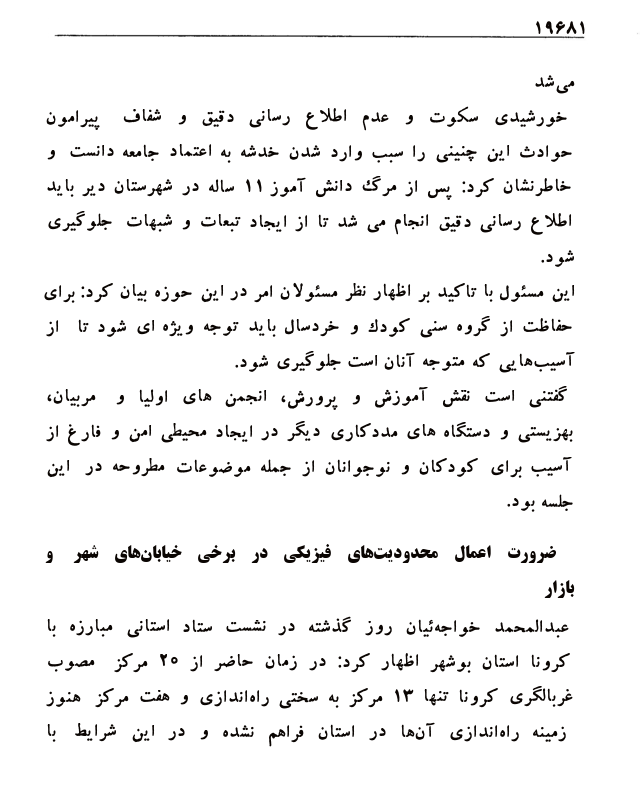 ۱۹۶۸۱
می‌شد
خورشیدی سکوت و عدم اطلاع رسانی دقیق و شفاف پیرامون
حوادث این چنینی را سبب وارد شدن خدشه به اعتماد جامعه دانست و
خاطرنشان کرد: پس از مرگ دانش آموز ۱۱ ساله در شهرستان دیر باید
اطلاع رسانی دقیق انجام می شد تا از ایجاد تبعات و شبهات جلوگیری
شود.
این مسئول با تاکید بر اظهار نظر مسئولان امر در این حوزه بیان کرد: برای
حفاظت از گروه سنی کودک و خردسال باید توجه ویژه ای شود تا از
آسیب‌هایی که متوجه آنان است جلوگیری شود.
گفتنی است نقش آموزش و پرورش، انجمن های اولیا و مربیان،
بهزیستی و دستگاه های مددکاری دیگر در ایجاد محیطی امن و فارغ از
آسیب برای کودکان و نوجوانان از جمله موضوعات مطروحه در این
جلسه بود.
ضرورت اعمال محدودیت‌های فیزیکی در برخی خیابان‌های شهر و
بازار
عبدالمحمد خواجه‌ئیان روز گذشته در نشست ستاد استانی مبارزه با
کرونا استان بوشهر اظهار کرد: در زمان حاضر از ۲۰ مرکز مصوب
غربالگری کرونا تنها ۱۳ مرکز به سختی راه‌اندازی و هفت مرکز هنوز
زمینه راه‌اندازی آن‌ها در استان فراهم نشده و در این شرایط با